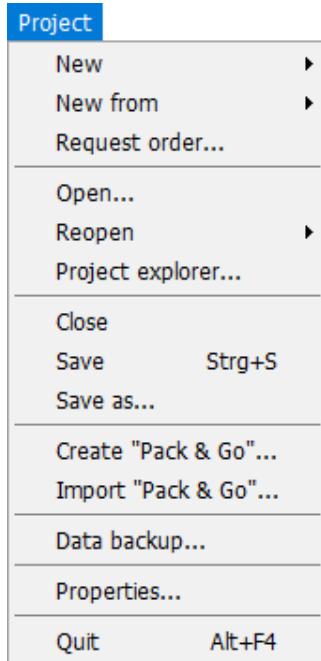 Project
New
New from
Request order...
Open...
Reopen
Project explorer...
Close
Save Strg+S
Save as...
Create "Pack & Go"...
Import "Pack & Go"...
Data backup...
Properties...
Quit Alt+F4